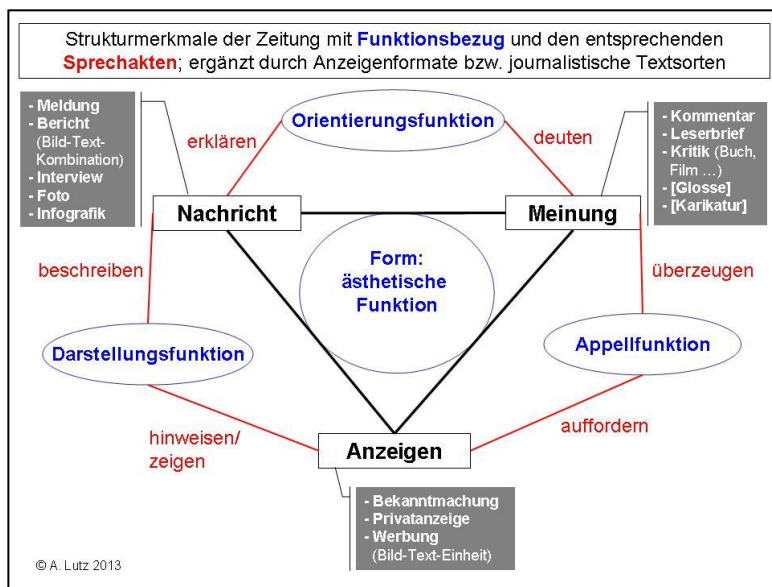 Strukturmerkmale der Zeitung mit Funktionsbezug und den entsprechenden
Sprechakten; ergänzt durch Anzeigenformate bzw. journalistische Textsorten
- Meldung
- Bericht
(Bild-Text-
Kombination)
- Interview
- Foto
- Infografik
erklären
Orientierungsfunktion
deuten
- Kommentar
- Leserbrief
- Kritik (Buch,
Film ...)
- [Glosse]
- [Karikatur]
Nachricht
Meinung
Form:
ästhetische
Funktion
beschreiben
überzeugen
Darstellungsfunktion
Appellfunktion
hinweisen/
zeigen
Anzeigen
auffordern
- Bekanntmachung
- Privatanzeige
- Werbung
(Bild-Text-Einheit)
© A. Lutz 2013